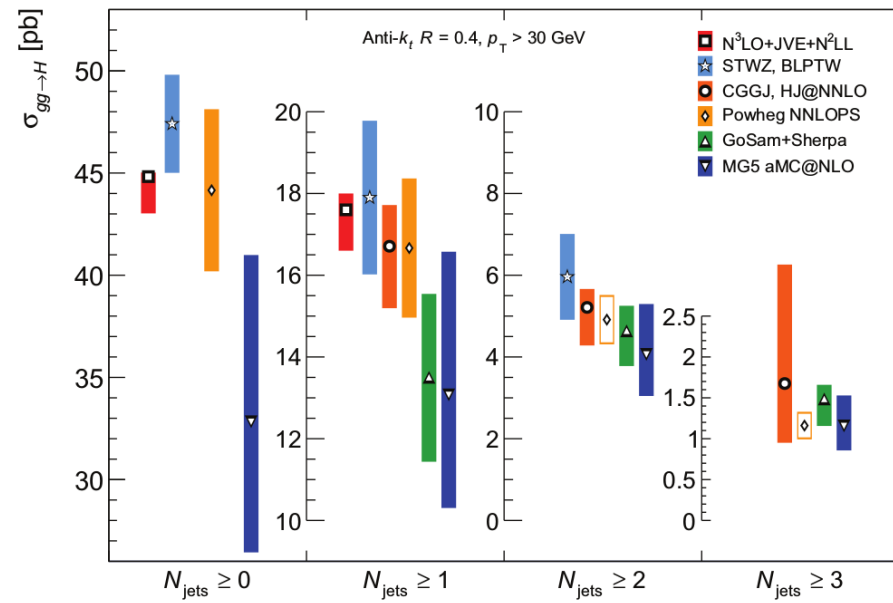 σgg→H [pb]
Anti-kt R = 0.4, pT > 30 GeV
N³LO+JVE+N²LL
STWZ, BLPTW
CGGJ, HJ@NNLO
Powheg NNLOPS
GoSam+Sherpa
MG5 aMC@NLO
50
45
40
35
30
20
18
16
14
12
10
10
8
6
4
2
0
2.5
2
1.5
1
0.5
0
Njets ≥ 0
Njets ≥ 1
Njets ≥ 2
Njets ≥ 3